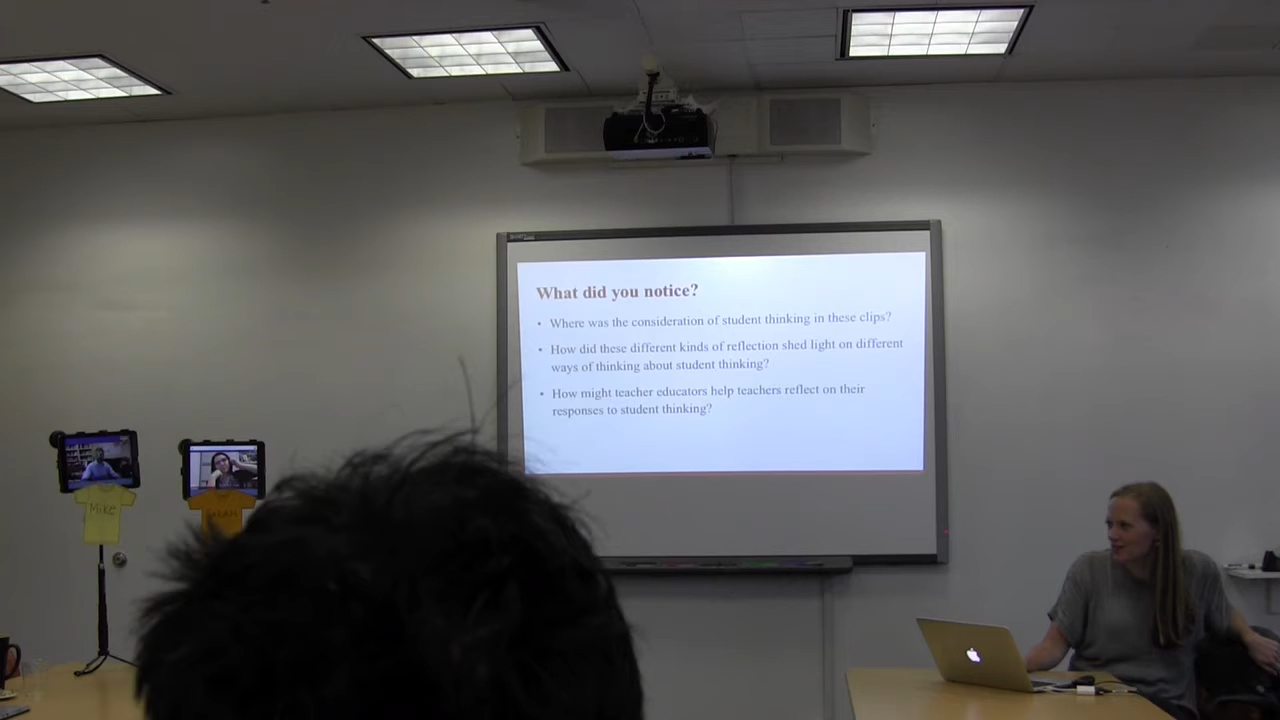 What did you notice?
• Where was the consideration of student thinking in these clips?
• How did these different kinds of reflection shed light on different
ways of thinking about student thinking?
• How might teacher educators help teachers reflect on their
responses to student thinking?
Mike